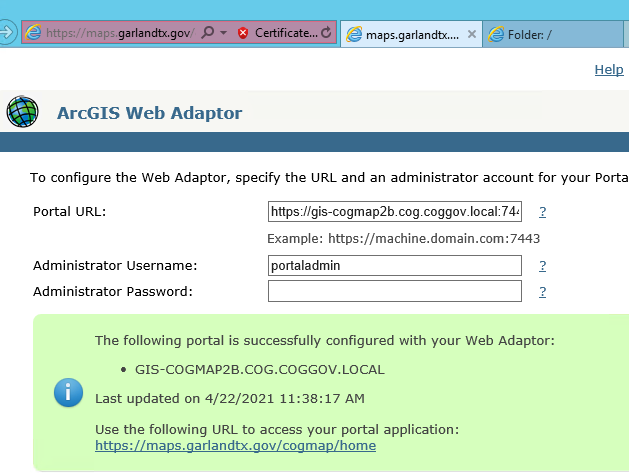 https://maps.garlandtx.gov/ Certificate... maps.garlandtx.... Folder: /
Help
ArcGIS Web Adaptor
To configure the Web Adaptor, specify the URL and an administrator account for your Porta
Portal URL: https://gis-cogmap2b.cog.coggov.local:744 ?
Example: https://machine.domain.com:7443
Administrator Username: portaladmin ?
Administrator Password: ?
The following portal is successfully configured with your Web Adaptor:
• GIS-COGMAP2B.COG.COGGOV.LOCAL
Last updated on 4/22/2021 11:38:17 AM
Use the following URL to access your portal application:
https://maps.garlandtx.gov/cogmap/home